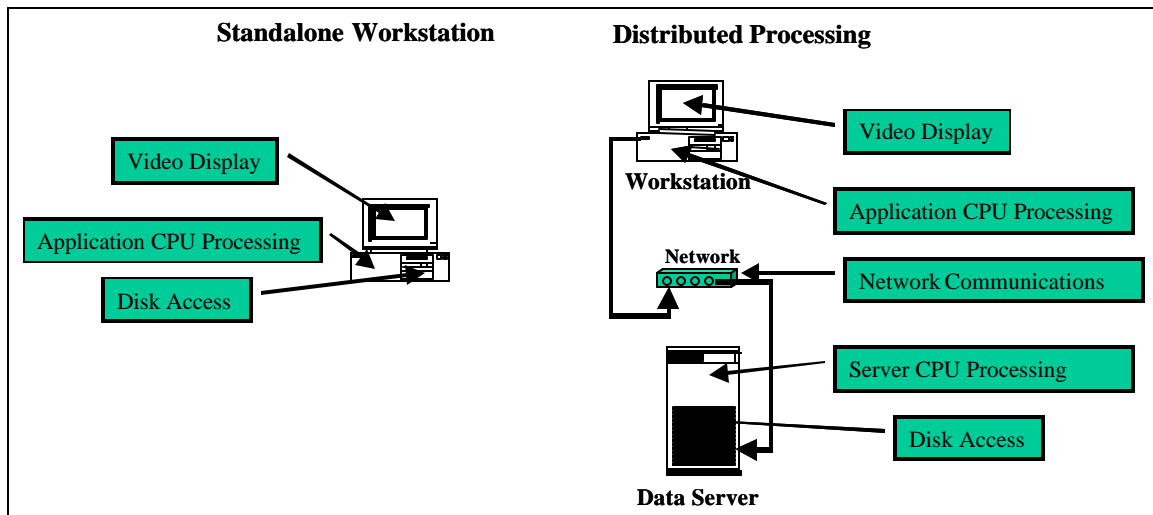 Standalone Workstation
Video Display
Application CPU Processing
Disk Access
Distributed Processing
Video Display
Workstation
Application CPU Processing
Network
Network Communications
Server CPU Processing
Disk Access
Data Server